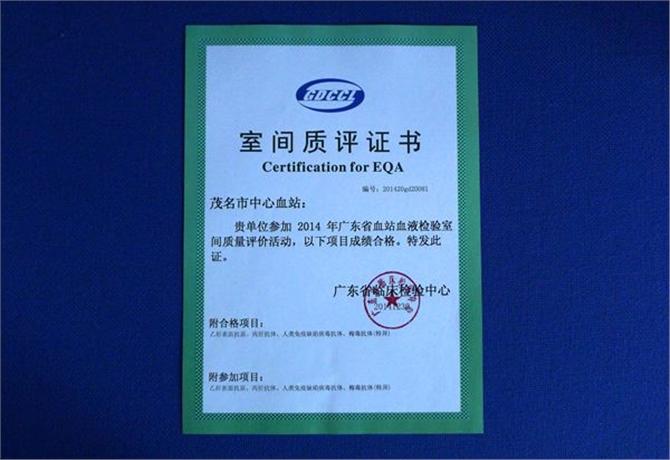 GDCCL
室间质评证书
Certification for EQA
编号：201420gd20081
茂名市中心血站：
贵单位参加 2014 年广东省血站血液检验室
间质量评价活动，以下项目成绩合格。特发此
证。
广东省临床检验中心
附合格项目：
乙肝表面抗原、丙肝抗体、人类免疫缺陷病毒抗体、梅毒抗体(特异)
附参加项目：
乙肝表面抗原、丙肝抗体、人类免疫缺陷病毒抗体、梅毒抗体(特异)